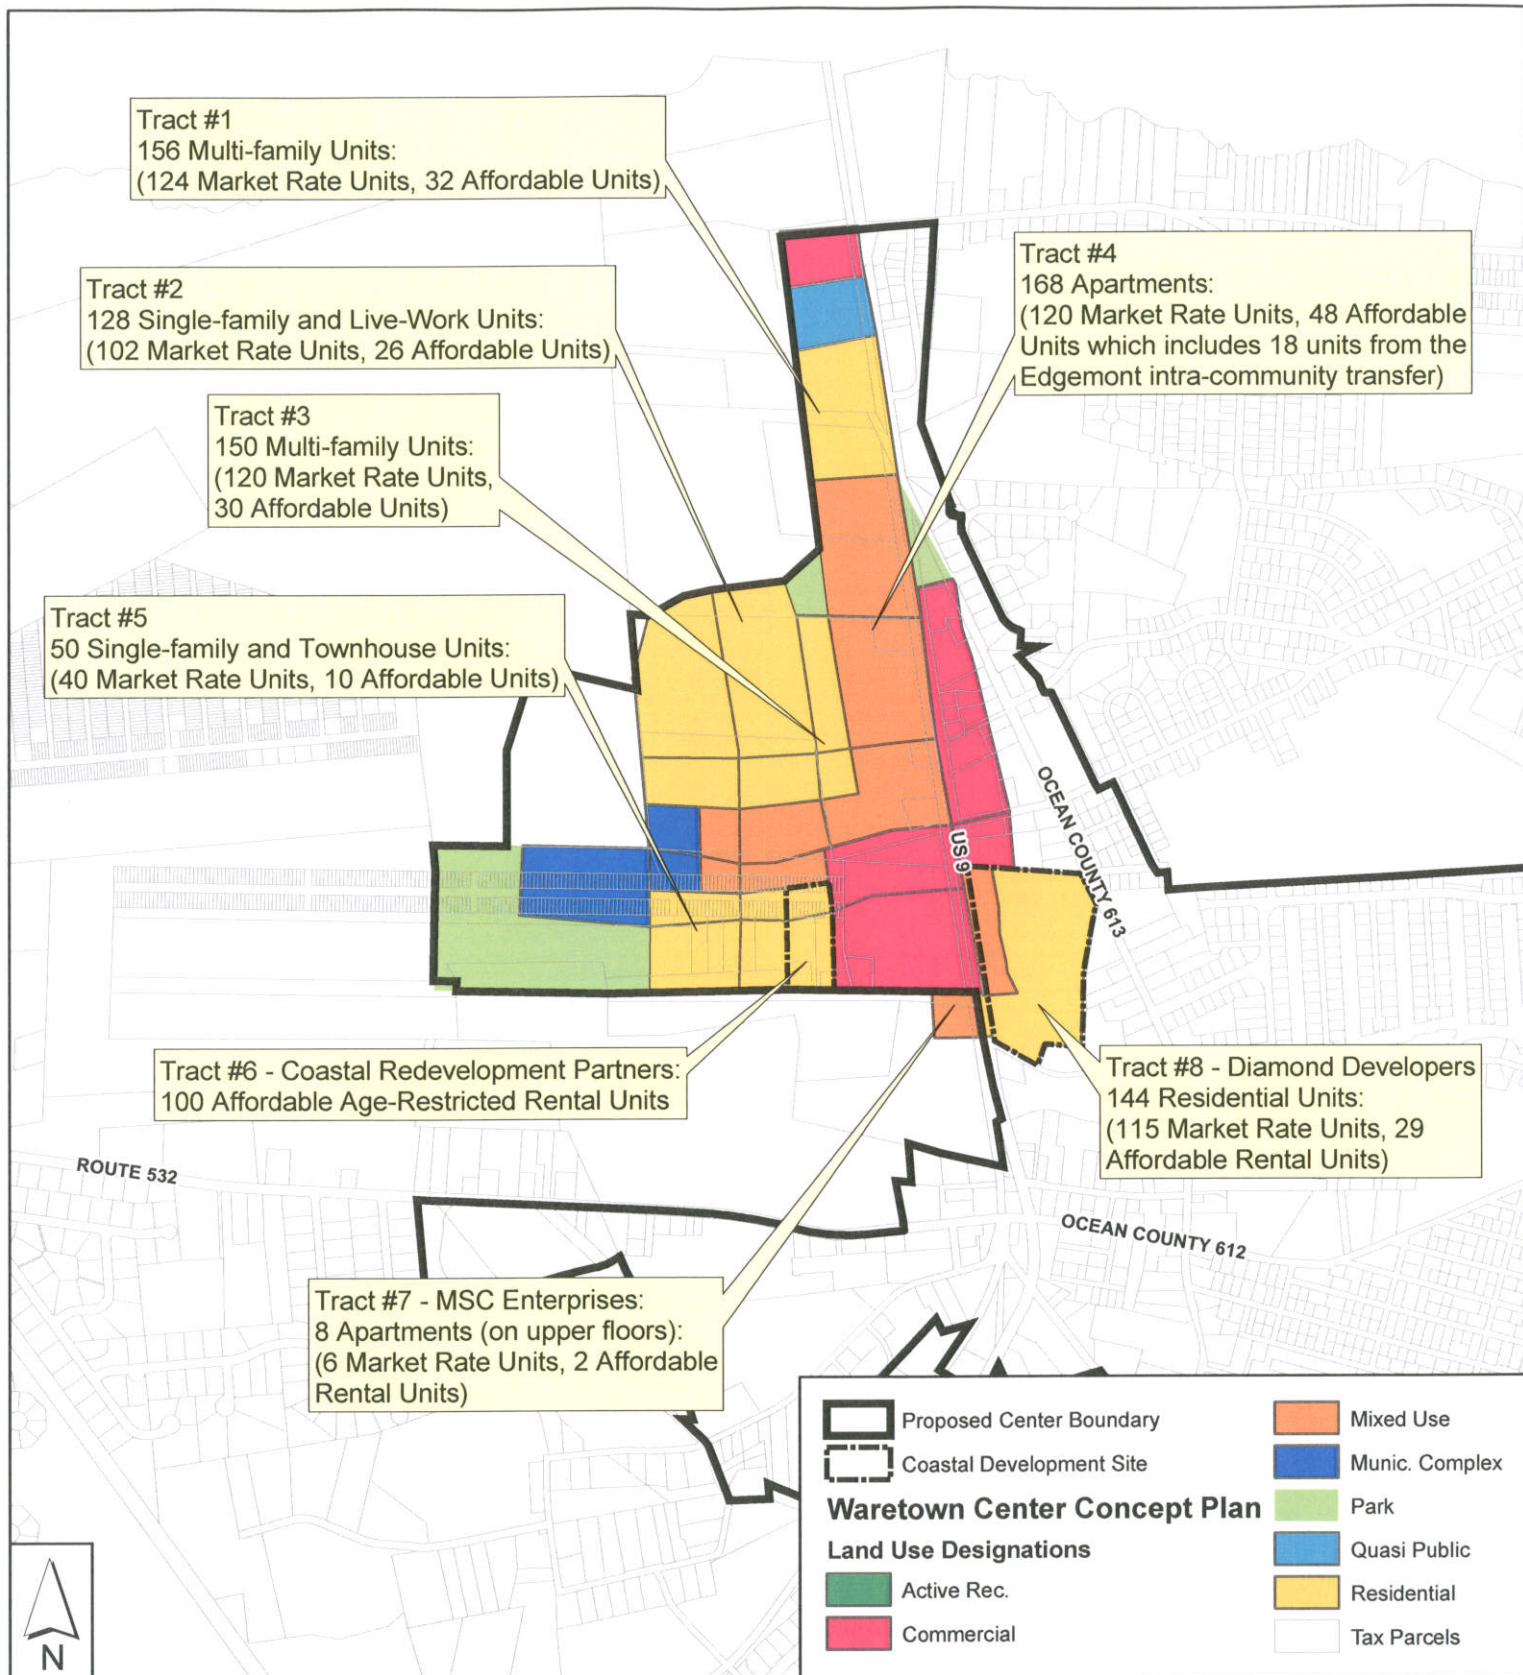 Tract #1
156 Multi-family Units:
(124 Market Rate Units, 32 Affordable Units)
Tract #2
128 Single-family and Live-Work Units:
(102 Market Rate Units, 26 Affordable Units)
Tract #3
150 Multi-family Units:
(120 Market Rate Units,
30 Affordable Units)
Tract #4
168 Apartments:
(120 Market Rate Units, 48 Affordable
Units which includes 18 units from the
Edgemont intra-community transfer)
Tract #5
50 Single-family and Townhouse Units:
(40 Market Rate Units, 10 Affordable Units)
OCEAN COUNTY 613
US 9
Tract #6 - Coastal Redevelopment Partners:
100 Affordable Age-Restricted Rental Units
Tract #8 - Diamond Developers
144 Residential Units:
(115 Market Rate Units, 29
Affordable Rental Units)
ROUTE 532
OCEAN COUNTY 612
Tract #7 - MSC Enterprises:
8 Apartments (on upper floors):
(6 Market Rate Units, 2 Affordable
Rental Units)
Proposed Center Boundary
Coastal Development Site
Waretown Center Concept Plan
Land Use Designations
Active Rec.
Commercial
Mixed Use
Munic. Complex
Park
Quasi Public
Residential
Tax Parcels
N